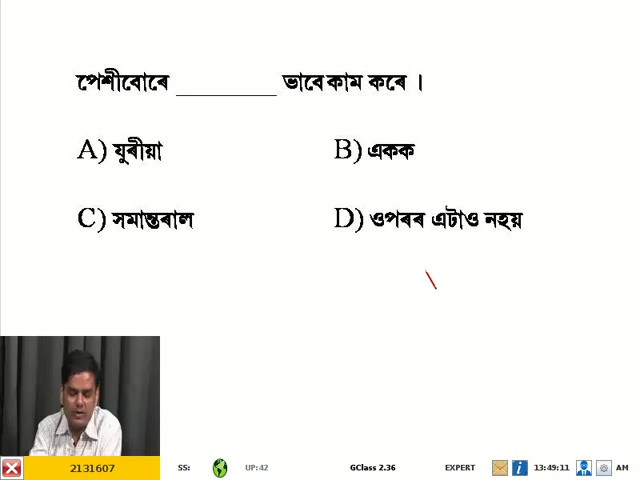 পেশীবোৰে ________ ভাবে কাম কৰে ।
A) যুৰীয়া
B) একক
C) সমান্তৰাল
D) ওপৰৰ এটাও নহয়
2131607 SS: UP:42 GClass 2.36 EXPERT 13:49:11 AM